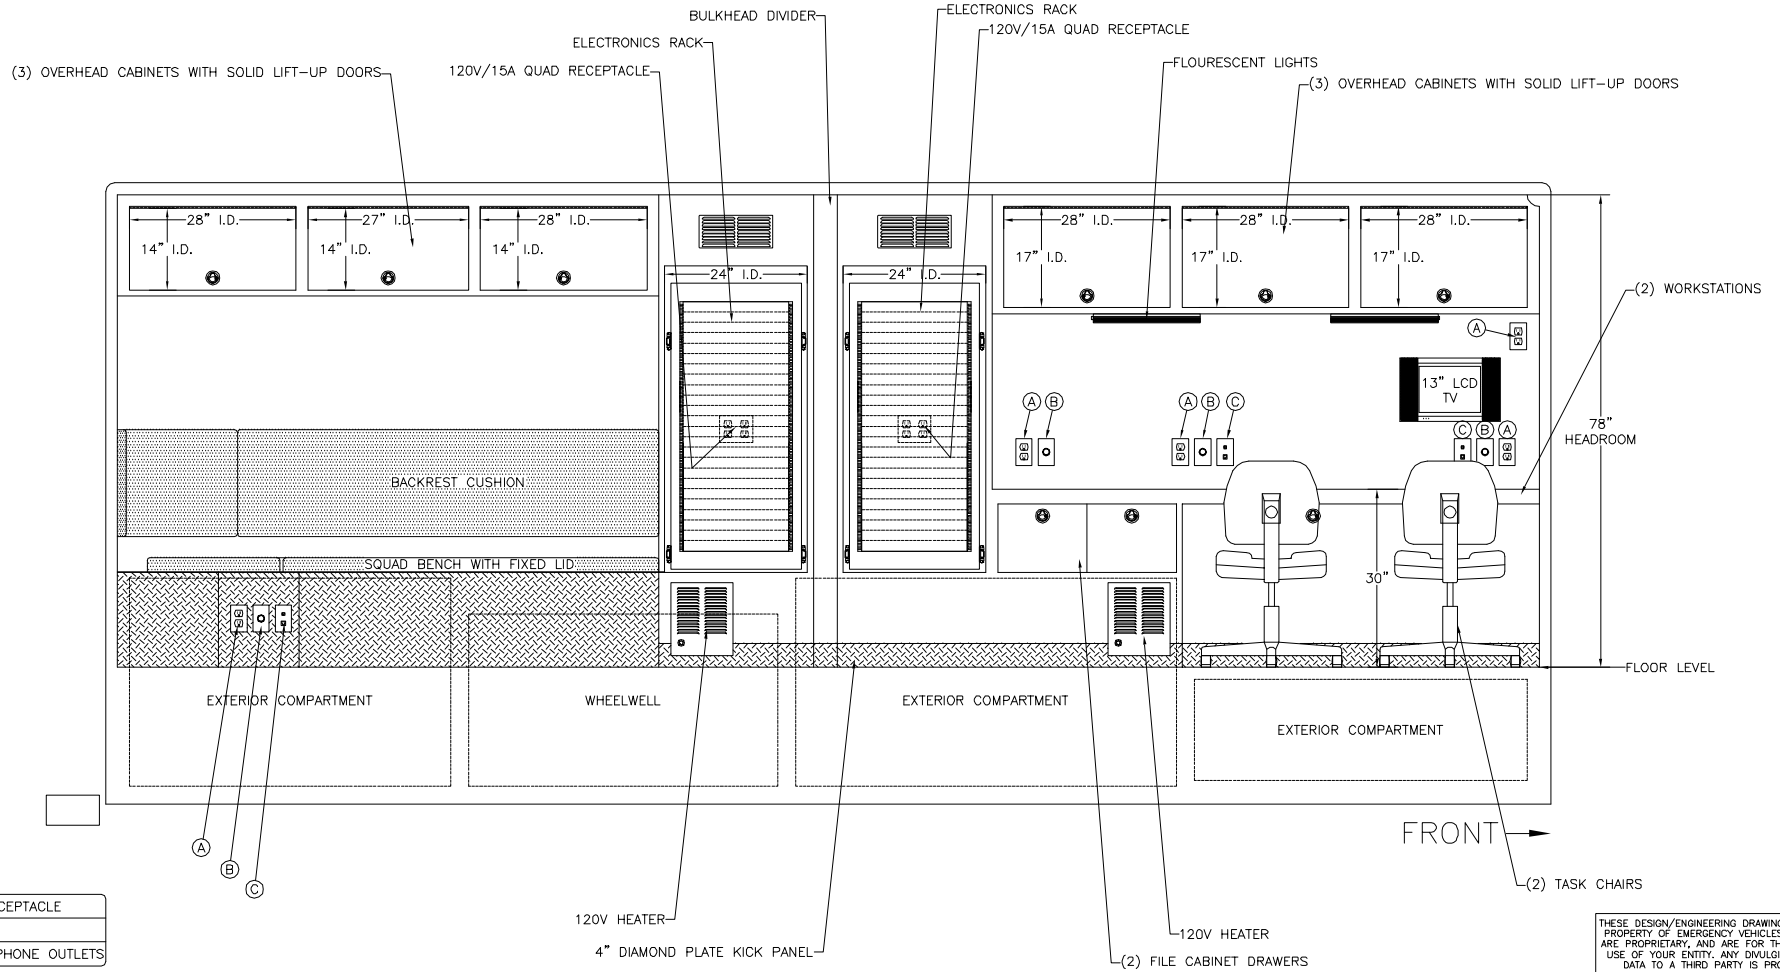 BULKHEAD DIVIDER
ELECTRONICS RACK
120V/15A QUAD RECEPTACLE
ELECTRONICS RACK
120V/15A QUAD RECEPTACLE
(3) OVERHEAD CABINETS WITH SOLID LIFT-UP DOORS
FLOURESCENT LIGHTS
(3) OVERHEAD CABINETS WITH SOLID LIFT-UP DOORS
28" I.D.
27" I.D.
28" I.D.
28" I.D.
28" I.D.
28" I.D.
14" I.D.
14" I.D.
14" I.D.
17" I.D.
17" I.D.
17" I.D.
24" I.D.
24" I.D.
(2) WORKSTATIONS
A
13" LCD
TV
A B
A B C
C B A
78"
HEADROOM
BACKREST CUSHION
SQUAD BENCH WITH FIXED LID
30"
FLOOR LEVEL
EXTERIOR COMPARTMENT
WHEELWELL
EXTERIOR COMPARTMENT
EXTERIOR COMPARTMENT
FRONT
A
B
C
(2) TASK CHAIRS
120V HEATER
4" DIAMOND PLATE KICK PANEL
120V HEATER
(2) FILE CABINET DRAWERS
CEPTACLE
PHONE OUTLETS
THESE DESIGN/ENGINEERING DRAWING
PROPERTY OF EMERGENCY VEHICLES
ARE PROPRIETARY, AND ARE FOR TH
USE OF YOUR ENTITY. ANY DIVULGI
DATA TO A THIRD PARTY IS PRO